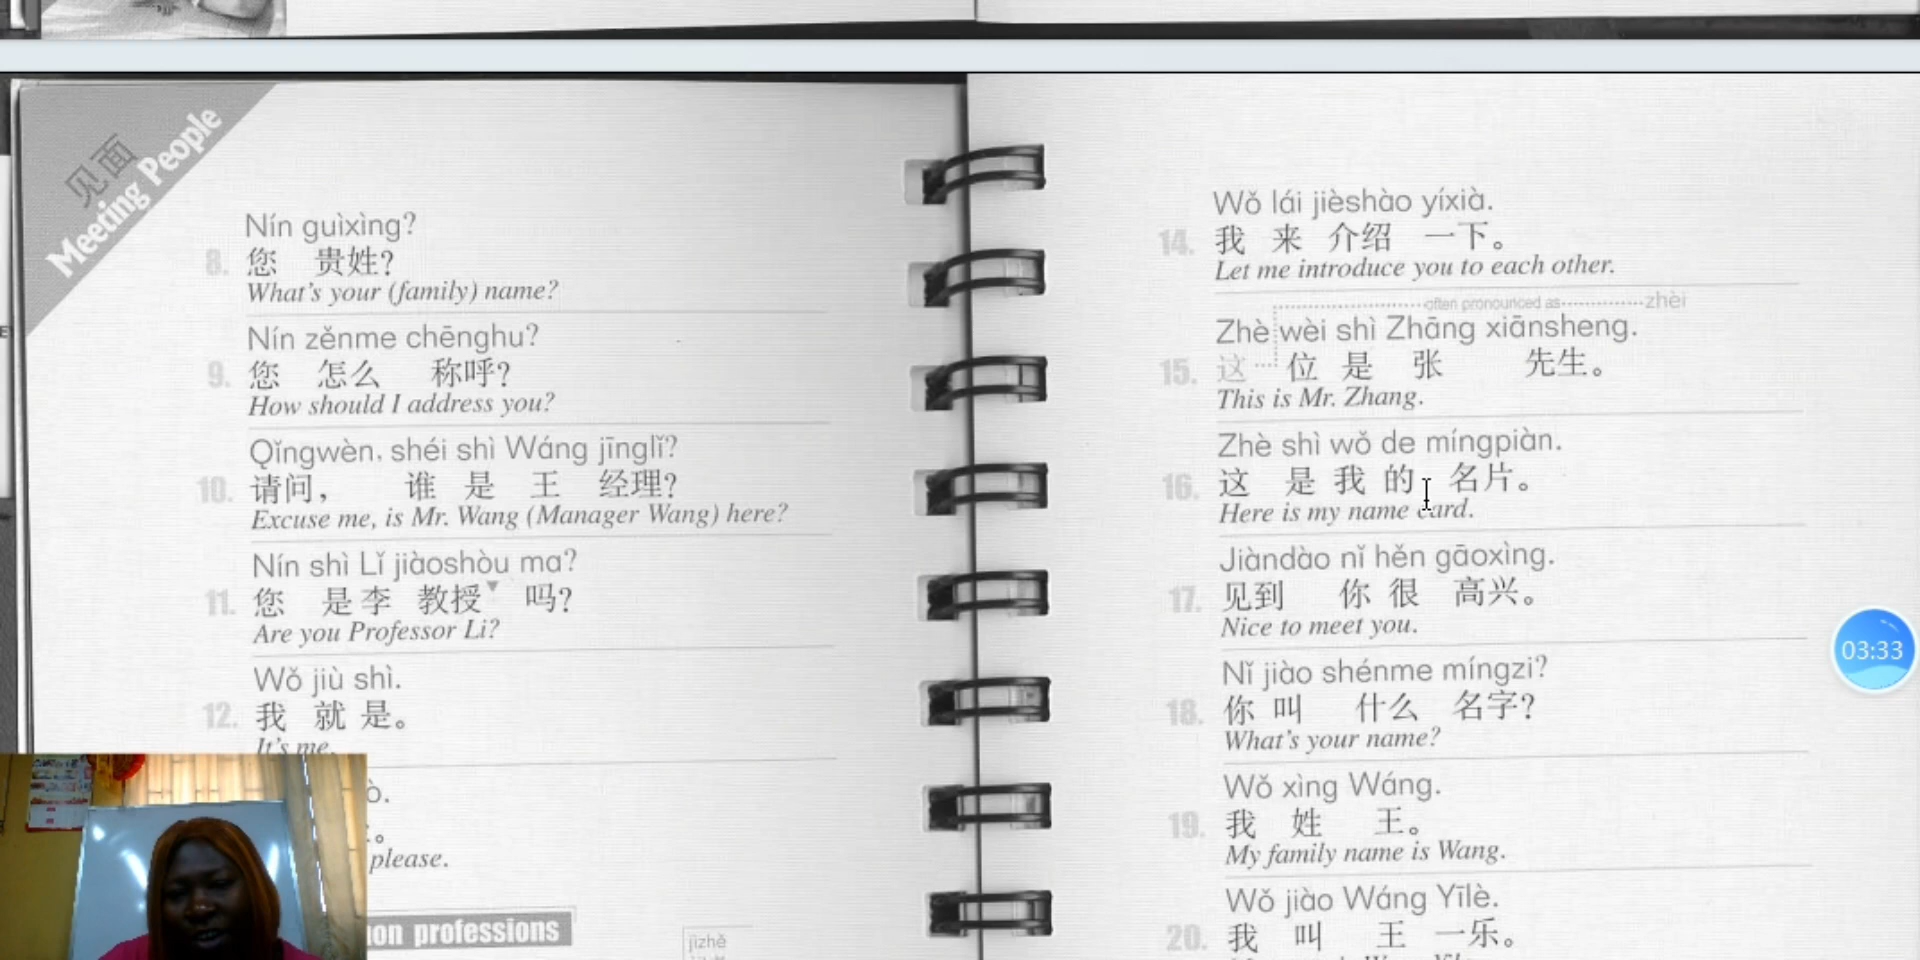 见面
Meeting People
Nín guìxìng?
8. 您 贵姓?
What's your (family) name?
Nín zěnme chēnghu?
9. 您 怎么 称呼?
How should I address you?
Qǐngwèn, shéi shì Wáng jīnglǐ?
10. 请问, 谁 是 王 经理?
Excuse me, is Mr. Wang (Manager Wang) here?
Nín shì Lǐ jiàoshòu ma?
11. 您 是 李 教授 吗?
Are you Professor Li?
Wǒ jiù shì.
12. 我 就 是。
It's me.
please.
professions
jìzhě
Wǒ lái jièshào yíxià.
14. 我 来 介绍 一下。
Let me introduce you to each other.
often pronounced as zhèi
Zhè wèi shì Zhāng xiānsheng.
15. 这 位 是 张 先生。
This is Mr. Zhang.
Zhè shì wǒ de míngpiàn.
16. 这 是 我 的 名片。
Here is my name card.
Jiàndào nǐ hěn gāoxìng.
17. 见到 你 很 高兴。
Nice to meet you.
Nǐ jiào shénme míngzi?
18. 你 叫 什么 名字?
What's your name?
Wǒ xìng Wáng.
19. 我 姓 王。
My family name is Wang.
Wǒ jiào Wáng Yīlè.
20. 我 叫 王 一乐。
03:33